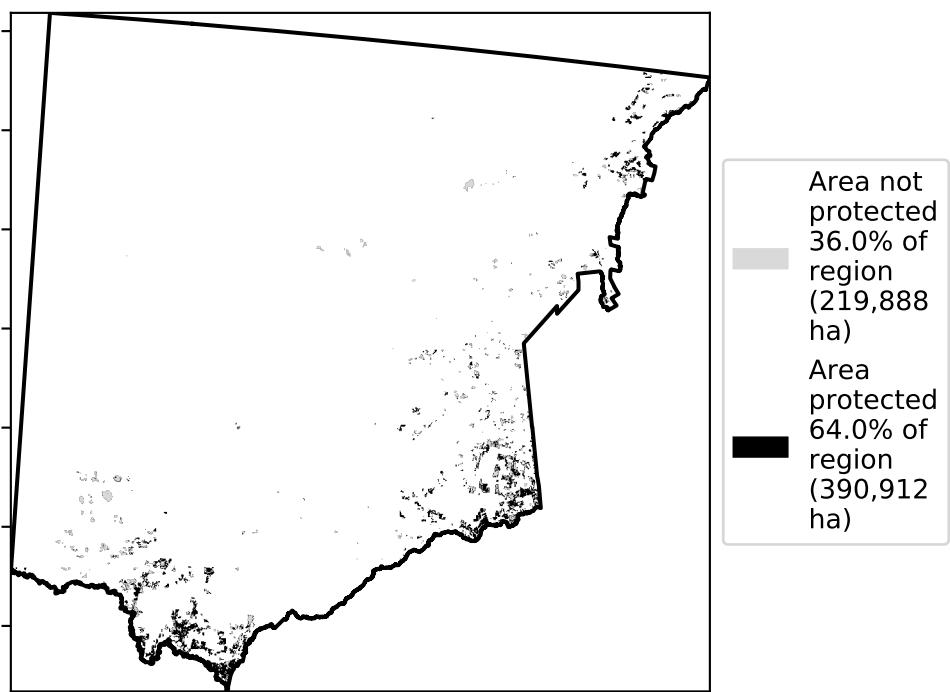 Area not
protected
36.0% of
region
(219,888
ha)
Area
protected
64.0% of
region
(390,912
ha)